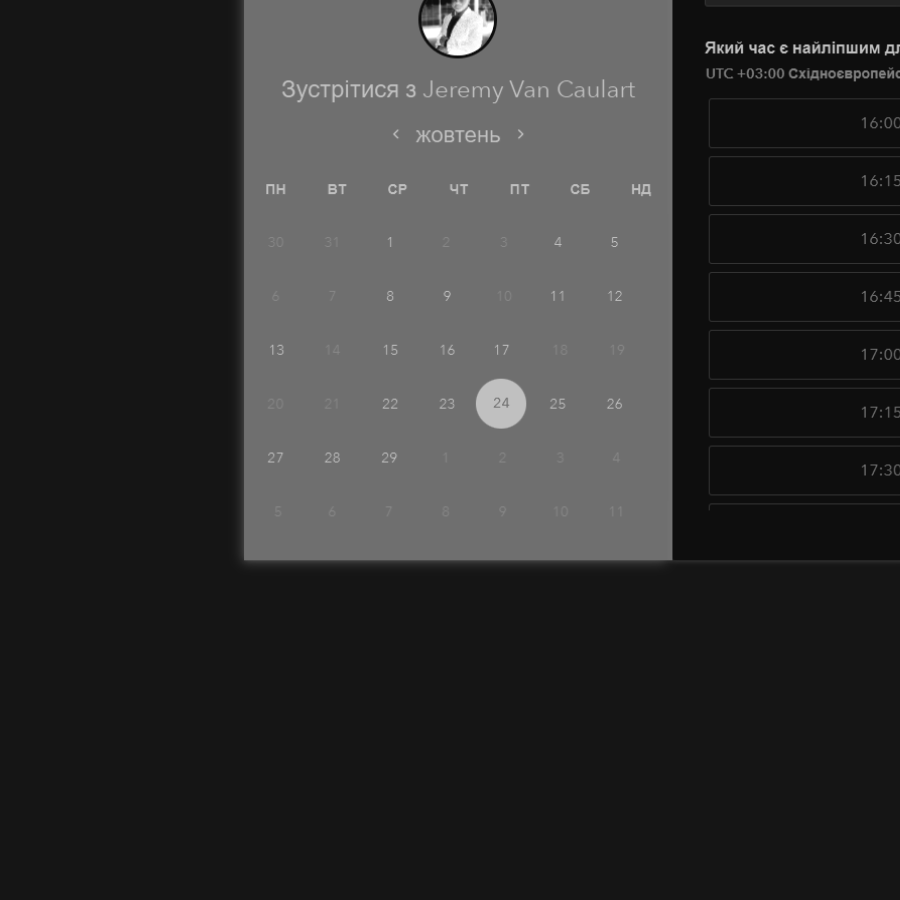 Зустрітися з Jeremy Van Caulart
‹ жовтень ›
ПН ВТ СР ЧТ ПТ СБ НД
30 31 1 2 3 4 5
6 7 8 9 10 11 12
13 14 15 16 17 18 19
20 21 22 23 24 25 26
27 28 29 1 2 3 4
5 6 7 8 9 10 11
Який час є найліпшим дл
UTC +03:00 Східноєвропейс
16:00
16:15
16:30
16:45
17:00
17:15
17:30